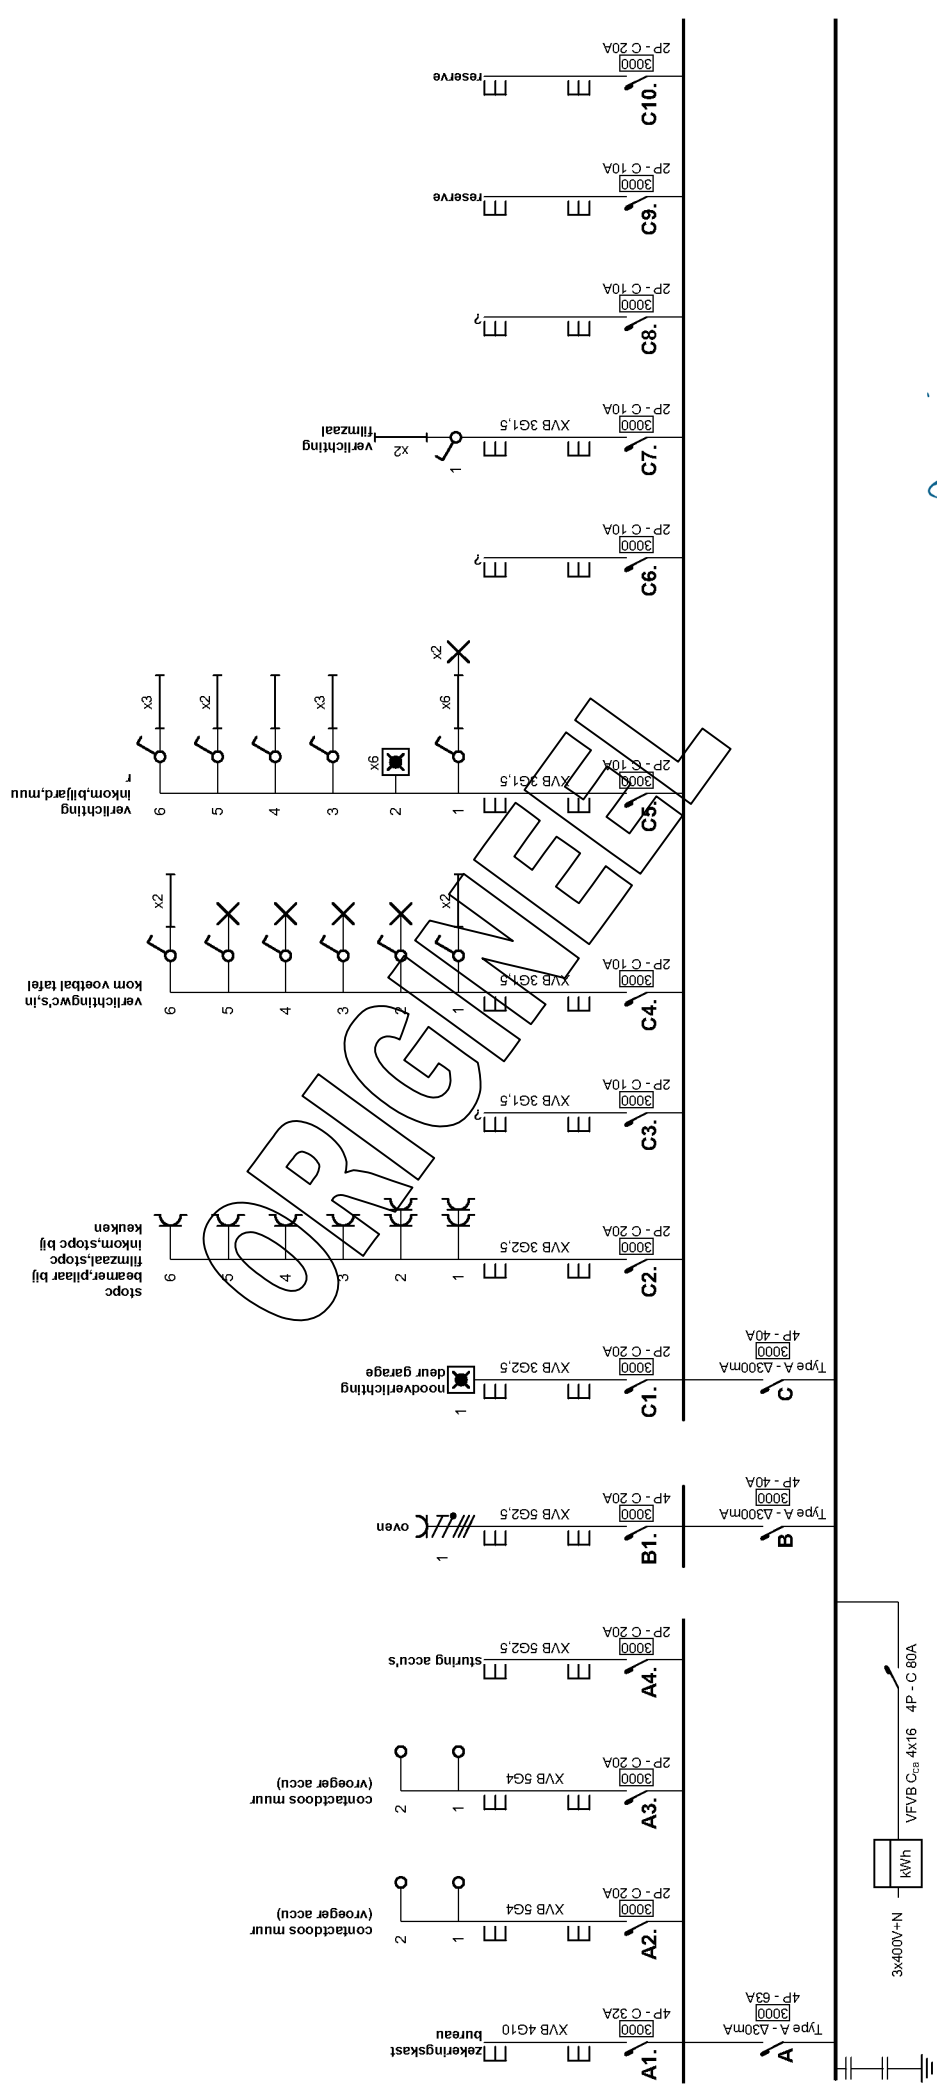 reserve
2P - C 20A
3000
C10.
reserve
2P - C 10A
3000
C9.
?
2P - C 10A
3000
C8.
verlichting
filmzaal
x2
1
XVB 3G1,5
2P - C 10A
3000
C7.
?
2P - C 10A
3000
C6.
verlichting
inkom,biljard,muu
r
x3
x2
x3
x6
x6
x2
6
5
4
3
2
1
XVB 3G1,5
2P - C 10A
3000
C5.
verlichtingwc's,in
kom voetbal tafel
x2
x2
6
5
4
3
2
1
XVB 3G1,5
2P - C 10A
3000
C4.
?
XVB 3G1,5
2P - C 10A
3000
C3.
stopc
beamer,pilaar bij
filmzaal,stopc
inkom,stopc bij
keuken
6
5
4
3
2
1
XVB 3G2,5
2P - C 20A
3000
C2.
noodverlichting
deur garage
1
XVB 3G2,5
2P - C 20A
3000
C1.
4P - 40A
3000
Type A - Δ300mA
C
oven
1
XVB 5G2,5
4P - C 20A
3000
B1.
4P - 40A
3000
Type A - Δ300mA
B
sturing accu's
XVB 5G2,5
2P - C 20A
3000
A4.
contactdoos muur
(vroeger accu)
2
1
XVB 5G4
2P - C 20A
3000
A3.
contactdoos muur
(vroeger accu)
2
1
XVB 5G4
2P - C 20A
3000
A2.
zekeringskast
bureau
XVB 4G10
4P - C 32A
3000
A1.
4P - 63A
3000
Type A - Δ30mA
A
3x400V+N
kWh
VFVB Cca 4x16
4P - C 80A
ORIGINEEL